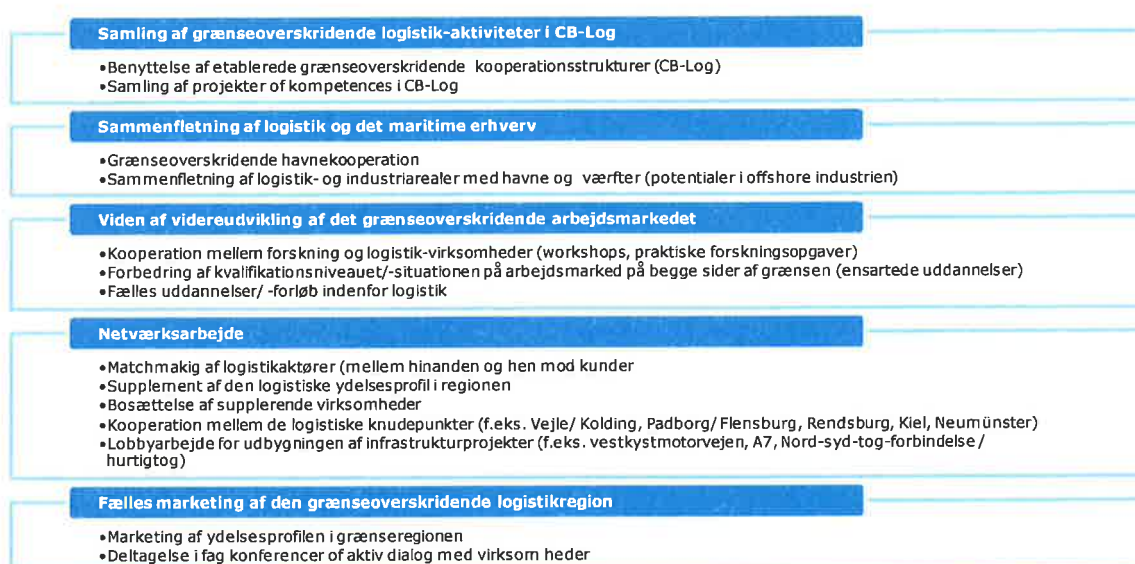 Samling af grænseoverskridende logistik-aktiviteter i CB-Log
•Benyttelse af etablerede grænseoverskridende kooperationsstrukturer (CB-Log)
•Samling af projekter of kompetences i CB-Log
Sammenfletning af logistik og det maritime erhverv
•Grænseoverskridende havnekooperation
•Sammenfletning af logistik- og industriarealer med havne og værfter (potentialer i offshore industrien)
Viden af videreudvikling af det grænseoverskridende arbejdsmarkedet
•Kooperation mellem forskning og logistik-virksomheder (workshops, praktiske forskningsopgaver)
•Forbedring af kvalifikationsniveauet/-situationen på arbejdsmarked på begge sider af grænsen (ensartede uddannelser)
•Fælles uddannelser/ -forløb indenfor logistik
Netværksarbejde
•Matchmakig af logistikaktører (mellem hinanden og hen mod kunder
•Supplement af den logistiske ydelsesprofil i regionen
•Bosættelse af supplerende virksomheder
•Kooperation mellem de logistiske knudepunkter (f.eks. Vejle/ Kolding, Padborg/ Flensburg, Rendsburg, Kiel, Neumünster)
•Lobbyarbejde for udbygningen af infrastrukturprojekter (f.eks. vestkystmotorvejen, A7, Nord-syd-tog-forbindelse /
hurtigtog)
Fælles marketing af den grænseoverskridende logistikregion
•Marketing af ydelsesprofilen i grænseregionen
•Deltagelse i fag konferencer of aktiv dialog med virksom heder